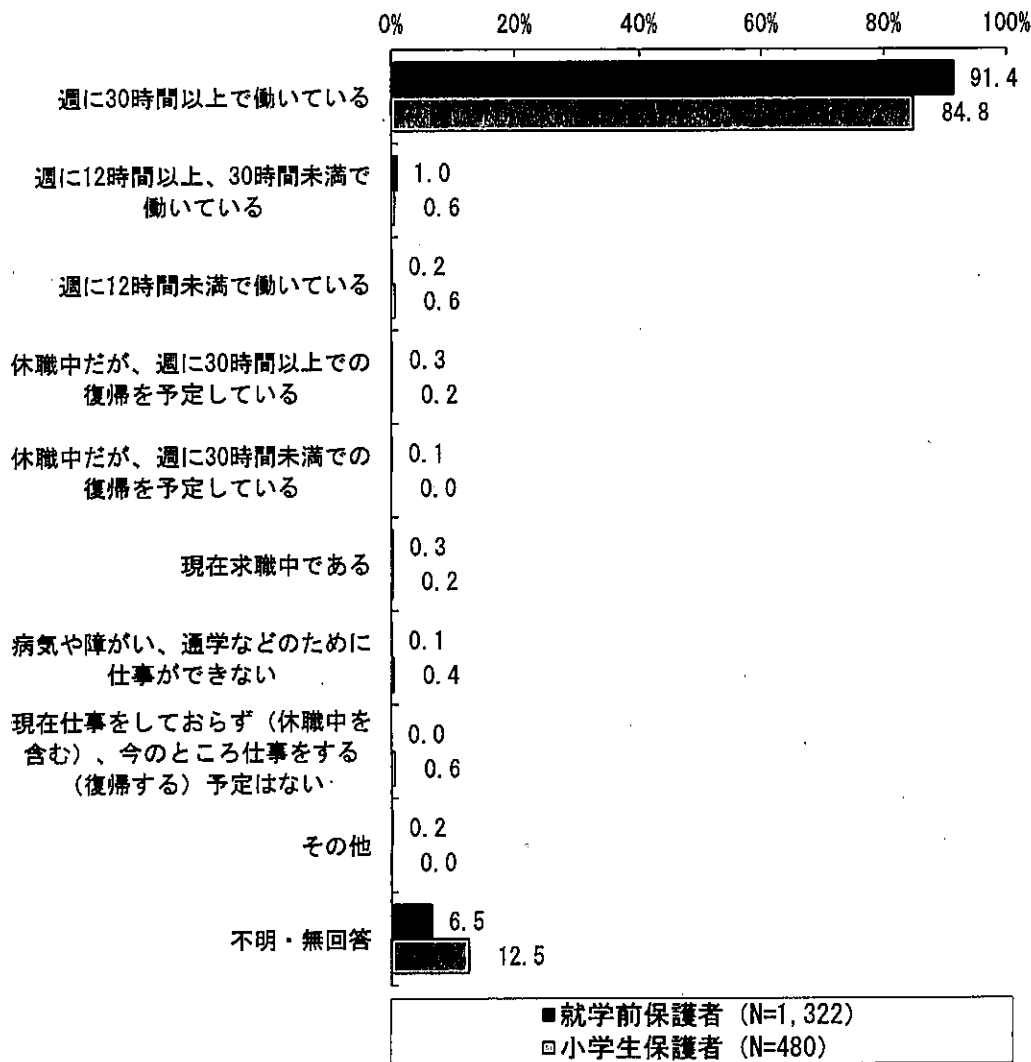 0% 20% 40% 60% 80% 100%
週に30時間以上で働いている
91.4
84.8
週に12時間以上、30時間未満で
働いている
1.0
0.6
週に12時間未満で働いている
0.2
0.6
休職中だが、週に30時間以上での
復帰を予定している
0.3
0.2
休職中だが、週に30時間未満での
復帰を予定している
0.1
0.0
現在求職中である
0.3
0.2
病気や障がい、通学などのために
仕事ができない
0.1
0.4
現在仕事をしておらず（休職中を
含む）、今のところ仕事をする
（復帰する）予定はない
0.0
0.6
その他
0.2
0.0
不明・無回答
6.5
12.5
■就学前保護者 (N=1,322)
小学生保護者 (N=480)